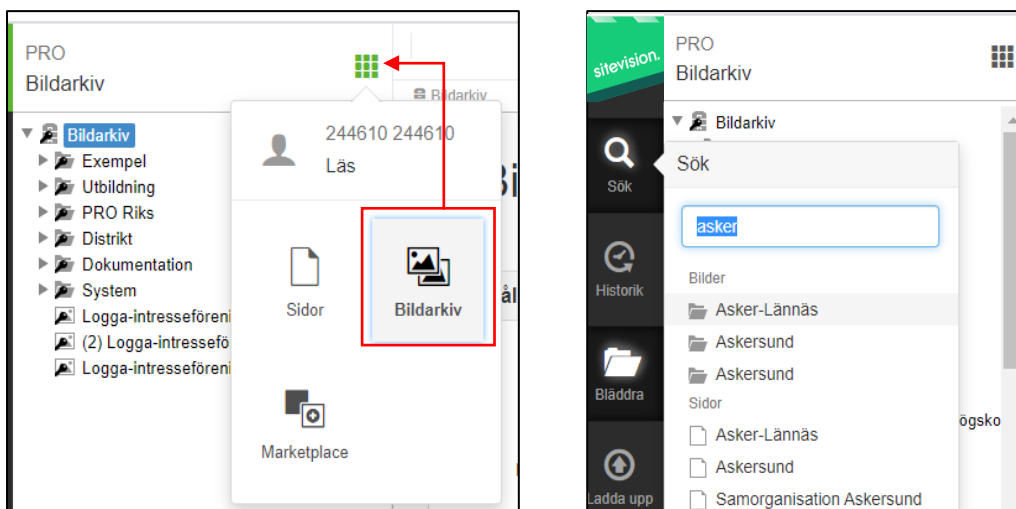 PRO
Bildarkiv
Bildarkiv
Bildarkiv
Exempel
Utbildning
PRO Riks
Distrikt
Dokumentation
System
Logga-intresseföreni
(2) Logga-intressefö
Logga-intresseföreni
244610 244610
Läs
Sidor
Bildarkiv
Marketplace
ål
sitevision.
PRO
Bildarkiv
Bildarkiv
Sök
Historik
Bläddra
Ladda upp
Sök
asker
Bilder
Asker-Lännäs
Askersund
Askersund
Sidor
Asker-Lännäs
Askersund
Samorganisation Askersund
ögsko